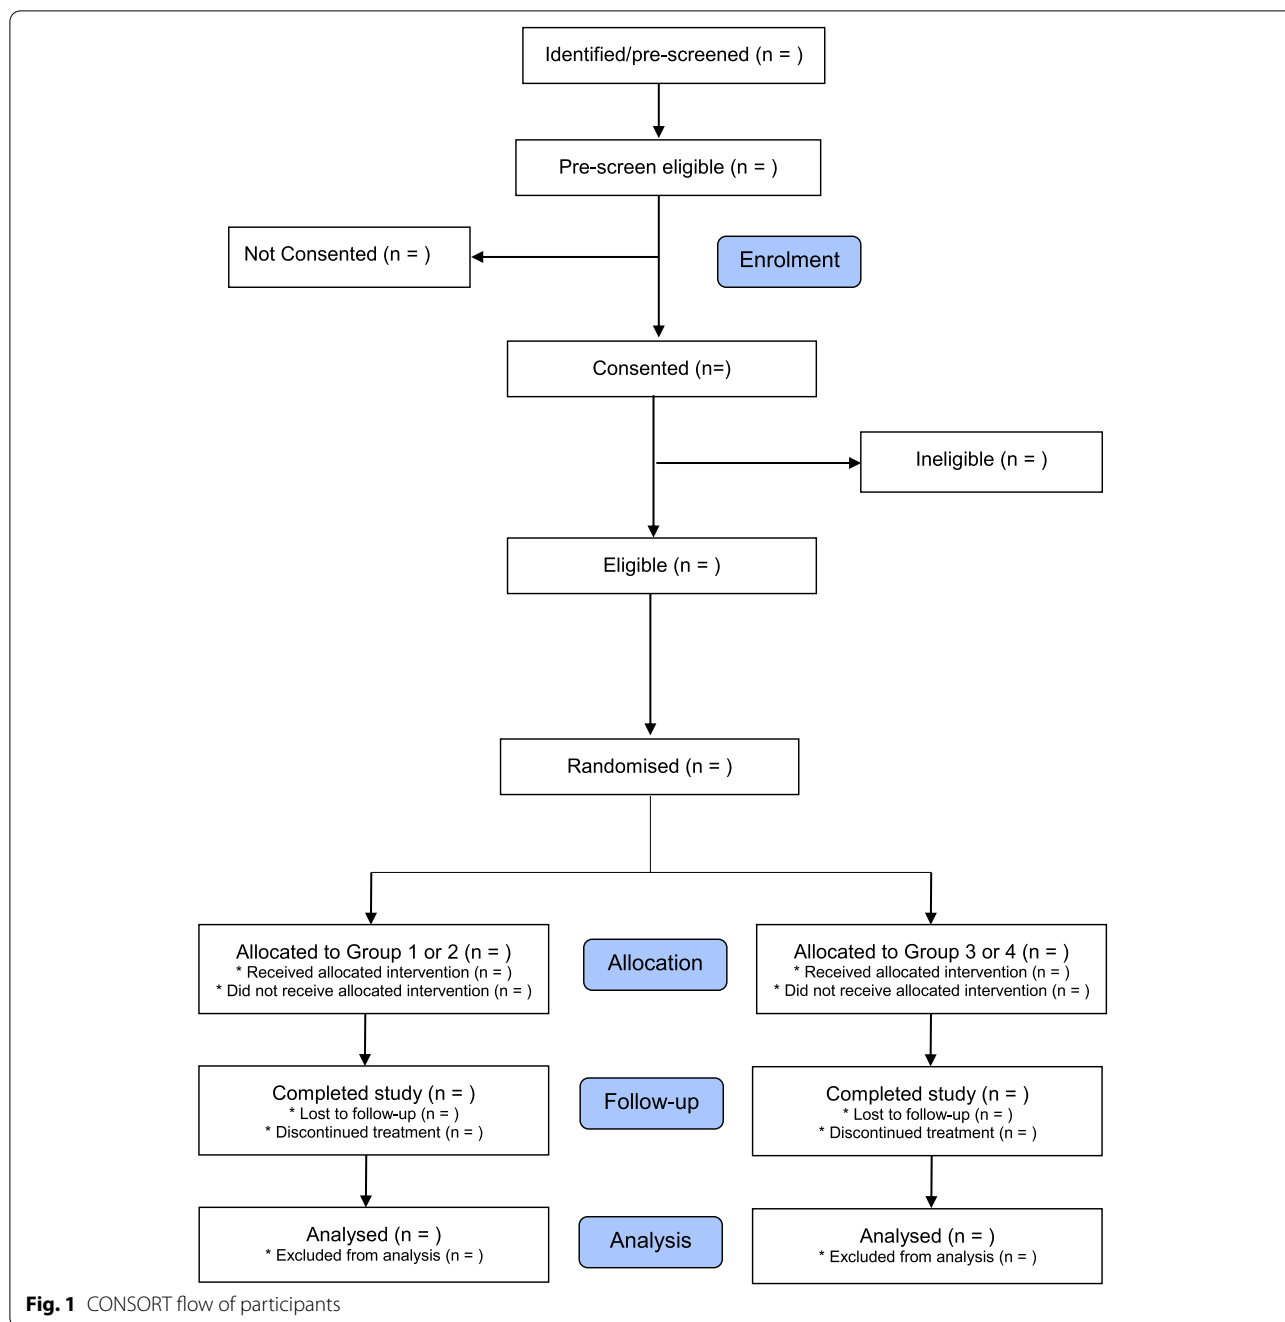 Identified/pre-screened (n = )
Pre-screen eligible (n = )
Not Consented (n = )
Enrolment
Consented (n=)
Ineligible (n = )
Eligible (n = )
Randomised (n = )
Allocated to Group 1 or 2 (n = )
* Received allocated intervention (n = )
* Did not receive allocated intervention (n = )
Allocation
Allocated to Group 3 or 4 (n = )
* Received allocated intervention (n = )
* Did not receive allocated intervention (n = )
Completed study (n = )
* Lost to follow-up (n = )
* Discontinued treatment (n = )
Follow-up
Completed study (n = )
* Lost to follow-up (n = )
* Discontinued treatment (n = )
Analysed (n = )
* Excluded from analysis (n = )
Analysis
Analysed (n = )
* Excluded from analysis (n = )
Fig. 1 CONSORT flow of participants